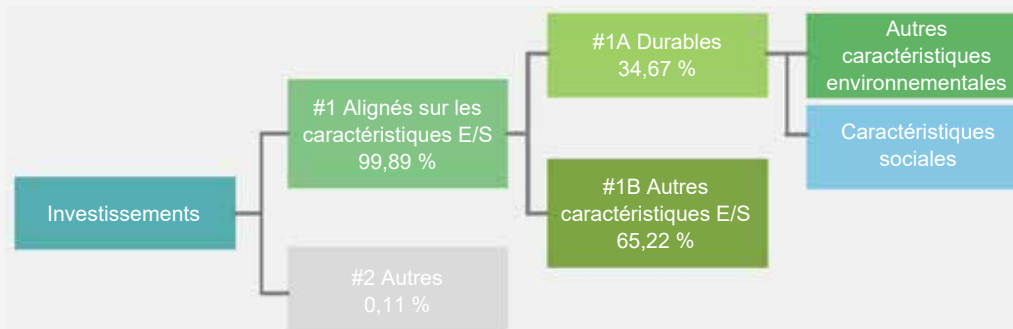 Investissements
#1 Alignés sur les
caractéristiques E/S
99,89 %
#2 Autres
0,11 %
#1A Durables
34,67 %
#1B Autres
caractéristiques E/S
65,22 %
Autres
caractéristiques
environnementales
Caractéristiques
sociales